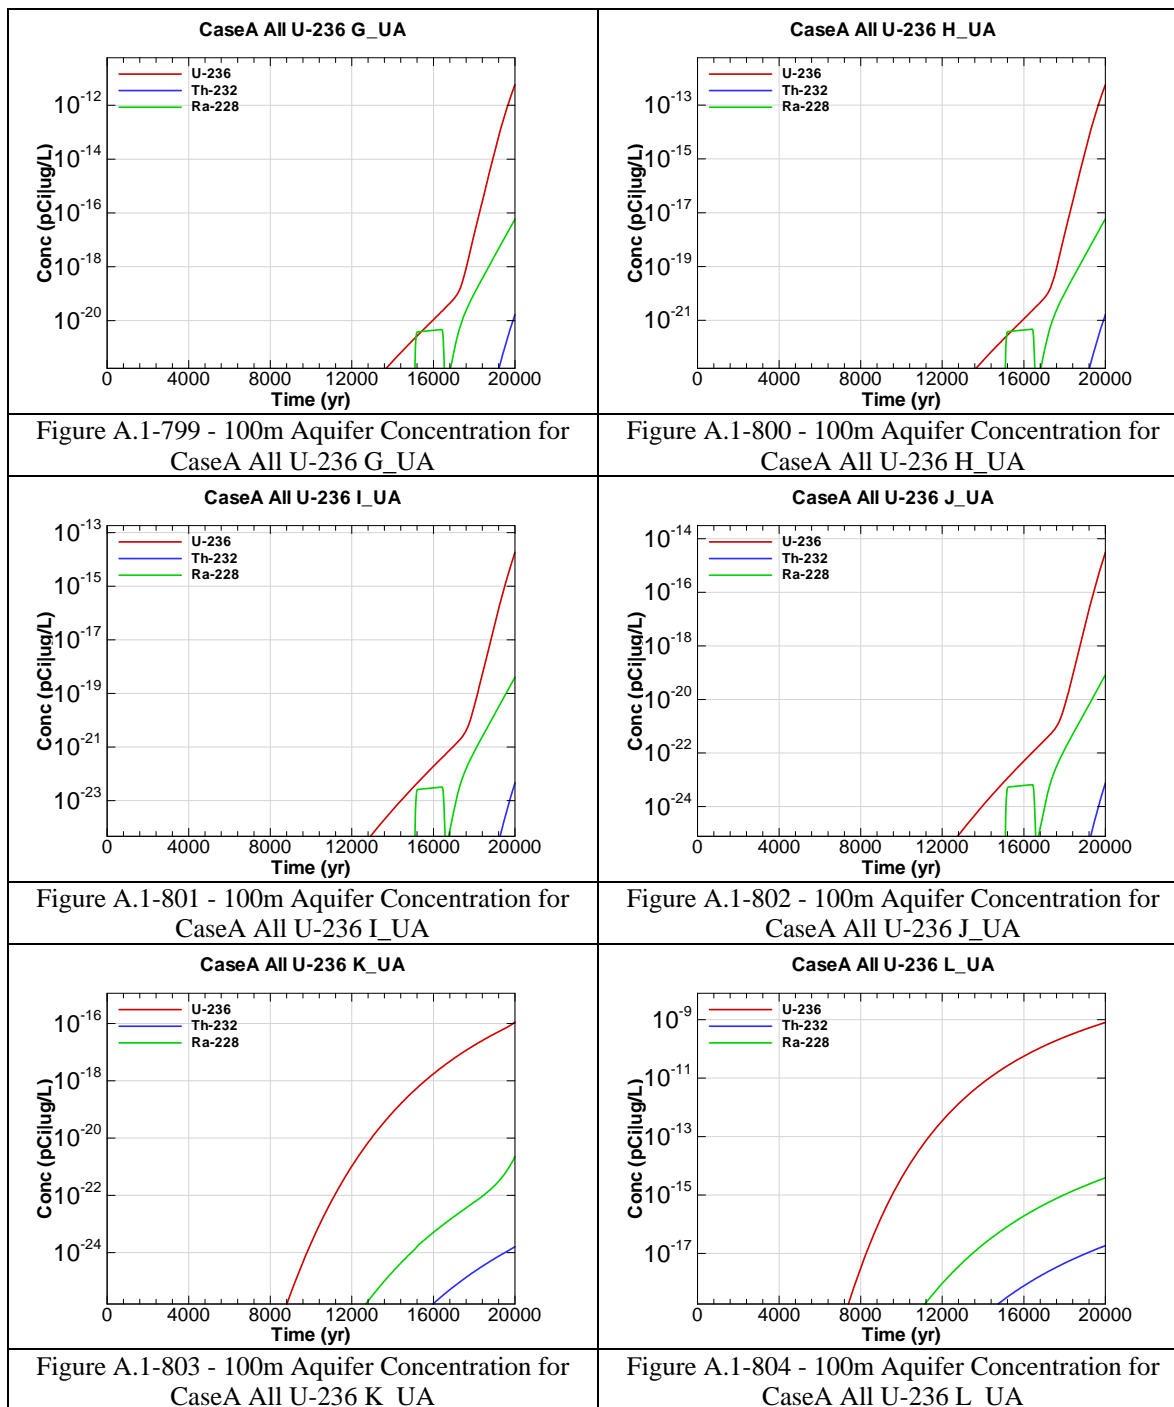 CaseA All U-236 G_UA
U-236
Th-232
Ra-228
Conc (pCi|ug/L)
10-12
10-14
10-16
10-18
10-20
0 4000 8000 12000 16000 20000
Time (yr)
Figure A.1-799 - 100m Aquifer Concentration for
CaseA All U-236 G_UA
CaseA All U-236 H_UA
U-236
Th-232
Ra-228
Conc (pCi|ug/L)
10-13
10-15
10-17
10-19
10-21
0 4000 8000 12000 16000 20000
Time (yr)
Figure A.1-800 - 100m Aquifer Concentration for
CaseA All U-236 H_UA
CaseA All U-236 I_UA
U-236
Th-232
Ra-228
Conc (pCi|ug/L)
10-13
10-15
10-17
10-19
10-21
10-23
0 4000 8000 12000 16000 20000
Time (yr)
Figure A.1-801 - 100m Aquifer Concentration for
CaseA All U-236 I_UA
CaseA All U-236 J_UA
U-236
Th-232
Ra-228
Conc (pCi|ug/L)
10-14
10-16
10-18
10-20
10-22
10-24
0 4000 8000 12000 16000 20000
Time (yr)
Figure A.1-802 - 100m Aquifer Concentration for
CaseA All U-236 J_UA
CaseA All U-236 K_UA
U-236
Th-232
Ra-228
Conc (pCi|ug/L)
10-16
10-18
10-20
10-22
10-24
0 4000 8000 12000 16000 20000
Time (yr)
Figure A.1-803 - 100m Aquifer Concentration for
CaseA All U-236 K_UA
CaseA All U-236 L_UA
U-236
Th-232
Ra-228
Conc (pCi|ug/L)
10-9
10-11
10-13
10-15
10-17
0 4000 8000 12000 16000 20000
Time (yr)
Figure A.1-804 - 100m Aquifer Concentration for
CaseA All U-236 L_UA